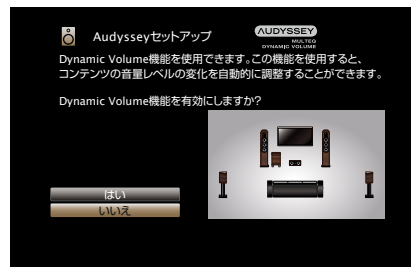 Audysseyセットアップ
AUDYSSEY
MULTEQ
DYNAMIC VOLUME
Dynamic Volume機能を使用できます。この機能を使用すると、
コンテンツの音量レベルの変化を自動的に調整することができます。
Dynamic Volume機能を有効にしますか?
はい
いいえ